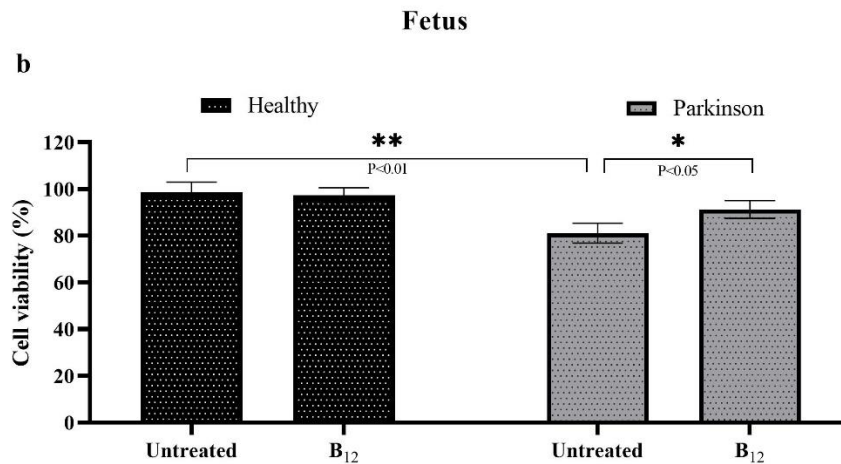 Fetus
b
Healthy
Parkinson
Cell viability (%)
120
100
80
60
40
20
0
**
P<0.01
*
P<0.05
Untreated
B₁₂
Untreated
B₁₂